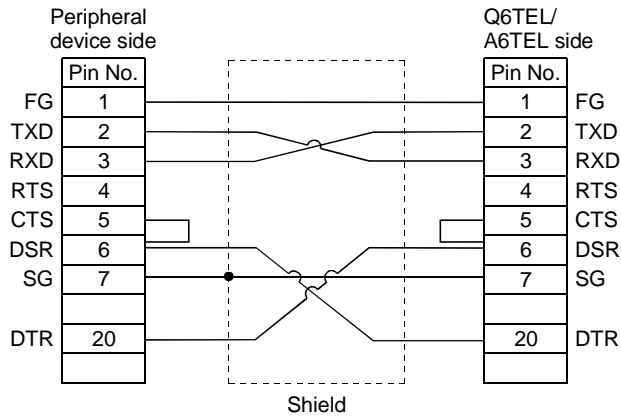 Peripheral
device side
Q6TEL/
A6TEL side
Pin No.
Pin No.
FG 1 1 FG
TXD 2 2 TXD
RXD 3 3 RXD
RTS 4 4 RTS
CTS 5 5 CTS
DSR 6 6 DSR
SG 7 7 SG
DTR 20 20 DTR
Shield